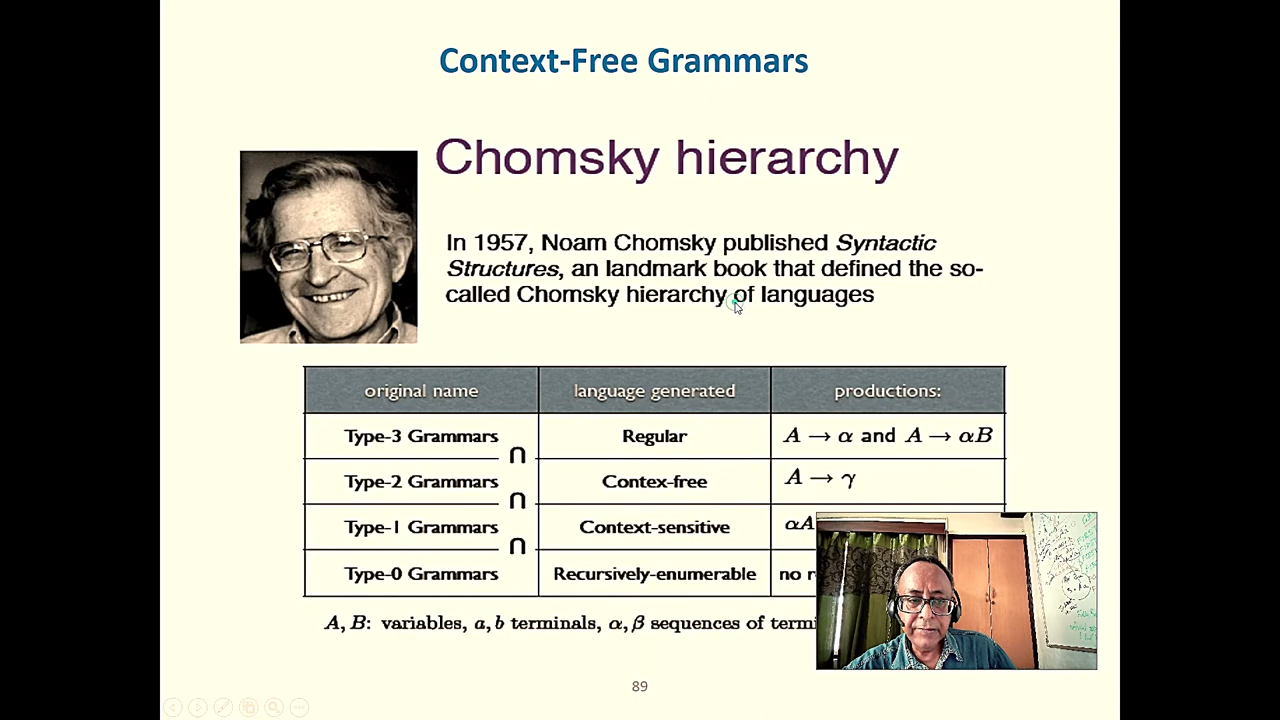 Context-Free Grammars
Chomsky hierarchy
In 1957, Noam Chomsky published Syntactic
Structures, an landmark book that defined the so-
called Chomsky hierarchy of languages
original name language generated productions:
Type-3 Grammars Regular A → α and A → αB
∩
Type-2 Grammars Contex-free A → γ
∩
Type-1 Grammars Context-sensitive αA
∩
Type-0 Grammars Recursively-enumerable no
A, B: variables, a, b terminals, α, β sequences of
89